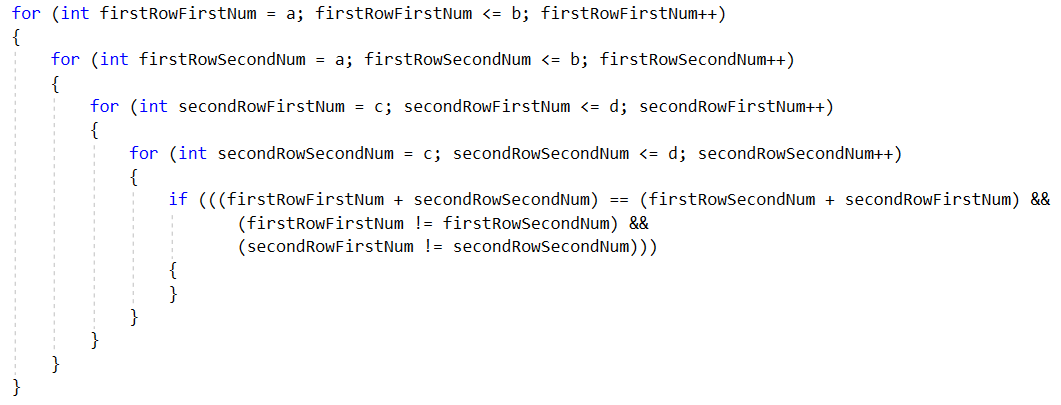 for (int firstRowFirstNum = a; firstRowFirstNum <= b; firstRowFirstNum++)
{
for (int firstRowSecondNum = a; firstRowSecondNum <= b; firstRowSecondNum++)
{
for (int secondRowFirstNum = c; secondRowFirstNum <= d; secondRowFirstNum++)
{
for (int secondRowSecondNum = c; secondRowSecondNum <= d; secondRowSecondNum++)
{
if (((firstRowFirstNum + secondRowSecondNum) == (firstRowSecondNum + secondRowFirstNum) &&
(firstRowFirstNum != firstRowSecondNum) &&
(secondRowFirstNum != secondRowSecondNum)))
{
}
}
}
}
}